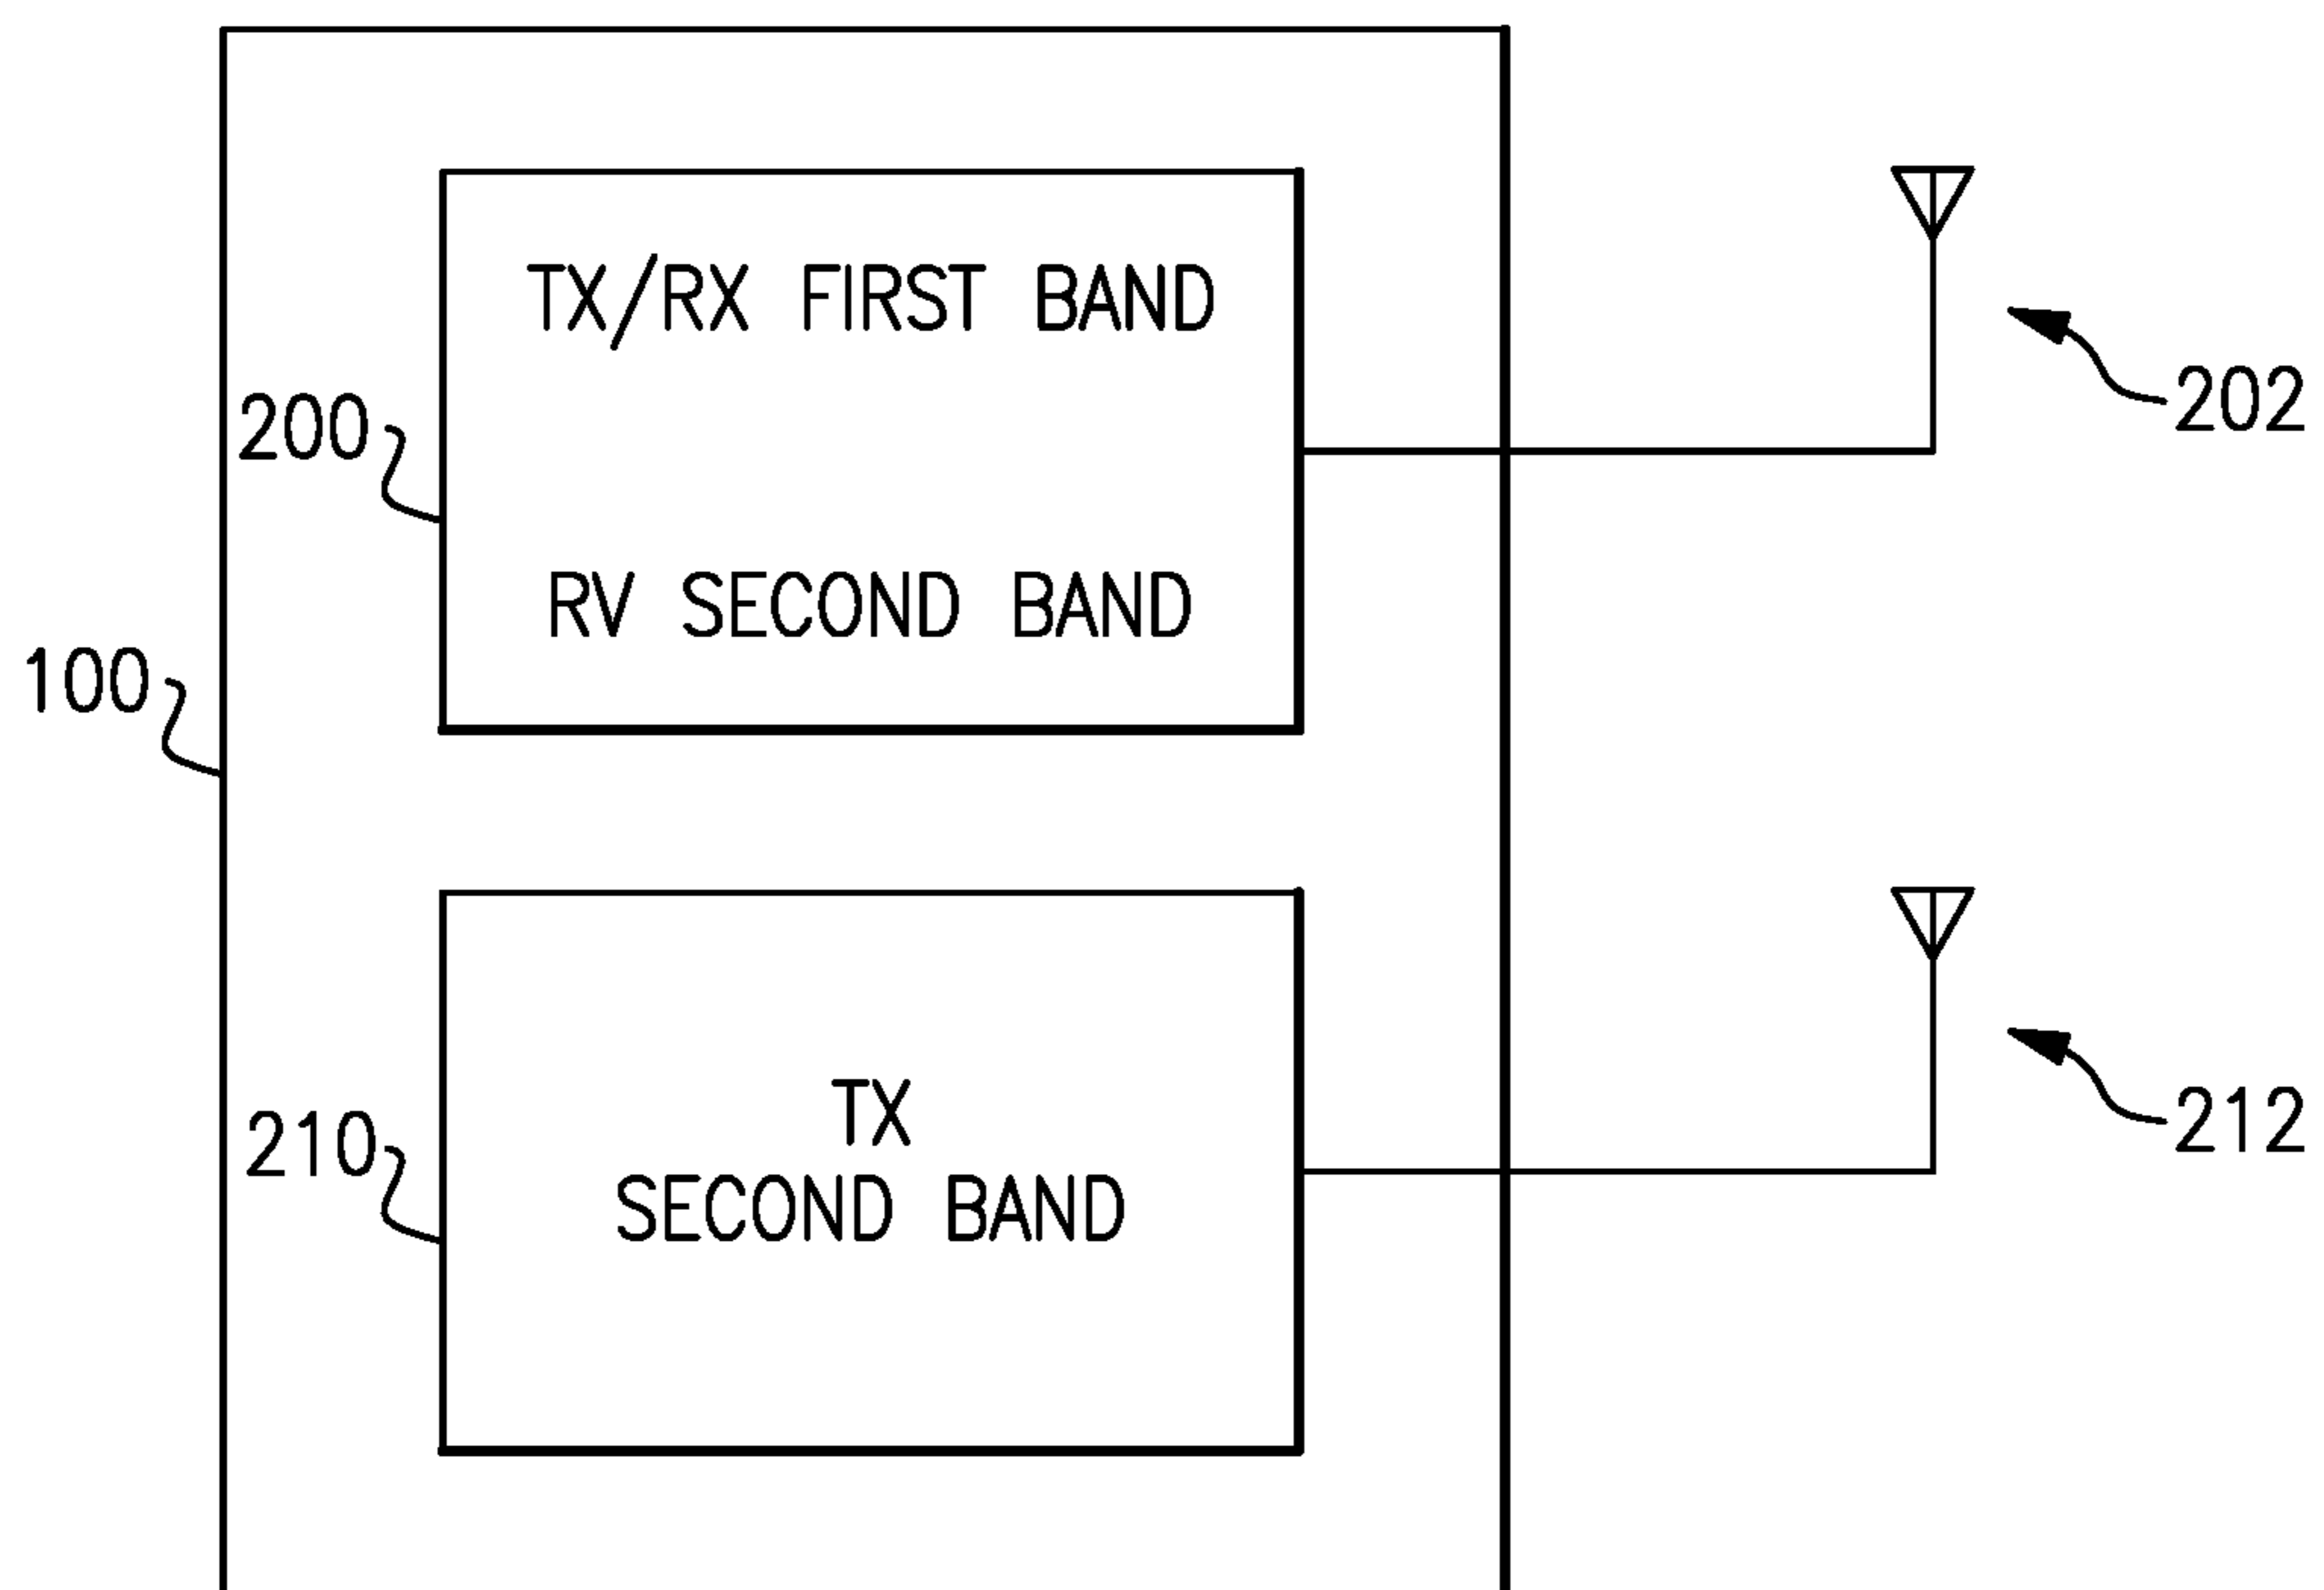 TX/RX FIRST BAND
202
200
RV SECOND BAND
100
TX
210
SECOND BAND
212